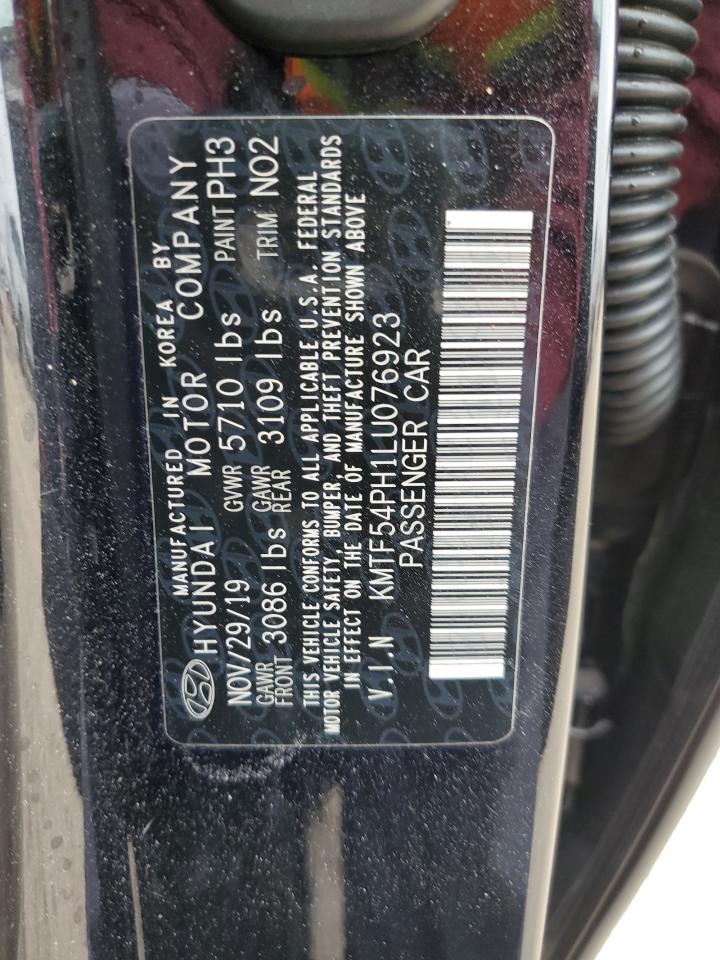 MANUFACTURED IN KOREA BY
HYUNDAI MOTOR COMPANY
NOV/29/19 GVWR 5710 lbs PAINT PH3
GAWR FRONT 3086 lbs GAWR REAR 3109 lbs TRIM NO2
THIS VEHICLE CONFORMS TO ALL APPLICABLE U.S.A. FEDERAL
MOTOR VEHICLE SAFETY, BUMPER, AND THEFT PREVENTION STANDARDS
IN EFFECT ON THE DATE OF MANUFACTURE SHOWN ABOVE
V.I.N KMTF54PH1LU076923
PASSENGER CAR